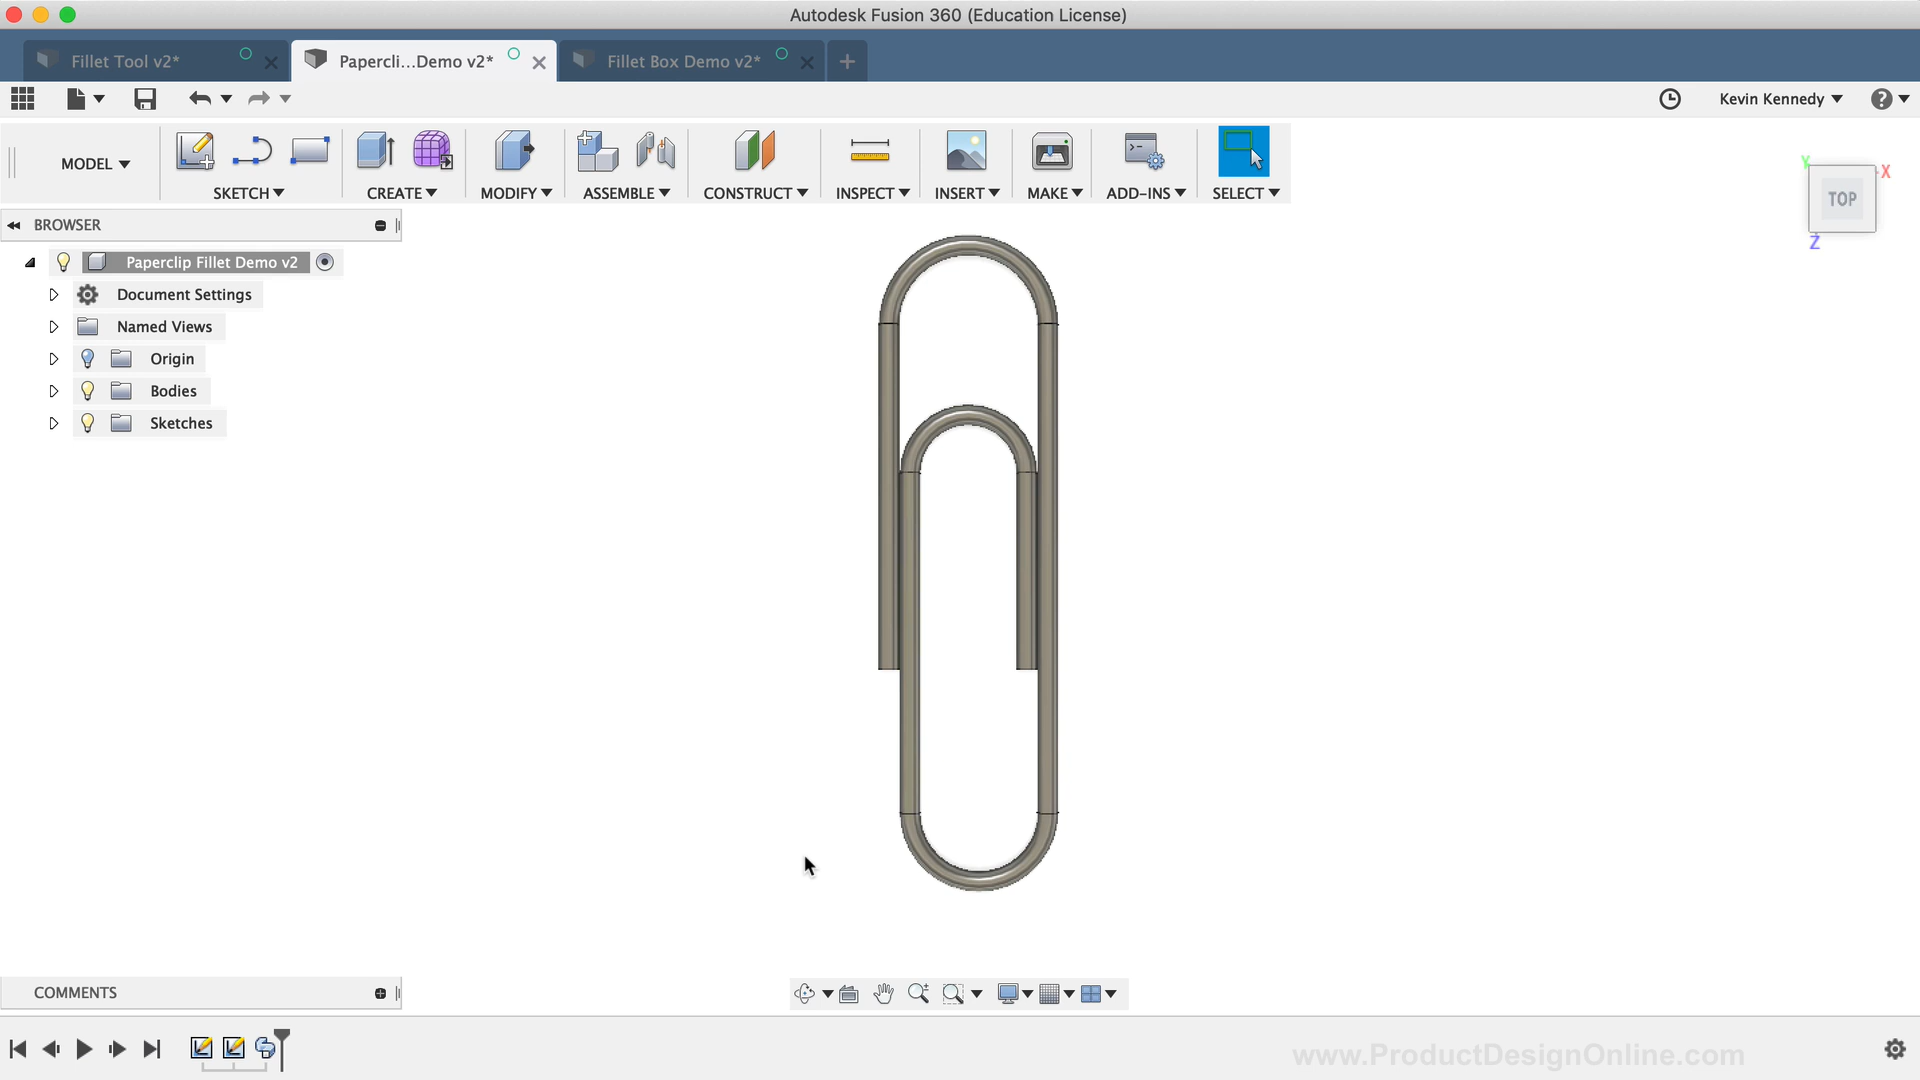 Autodesk Fusion 360 (Education License)
Fillet Tool v2*
Papercli...Demo v2*
Fillet Box Demo v2*
Kevin Kennedy
?
MODEL
SKETCH
CREATE
MODIFY
ASSEMBLE
CONSTRUCT
INSPECT
INSERT
MAKE
ADD-INS
SELECT
Y
X
TOP
Z
BROWSER
Paperclip Fillet Demo v2
Document Settings
Named Views
Origin
Bodies
Sketches
COMMENTS
www.ProductDesignOnline.com